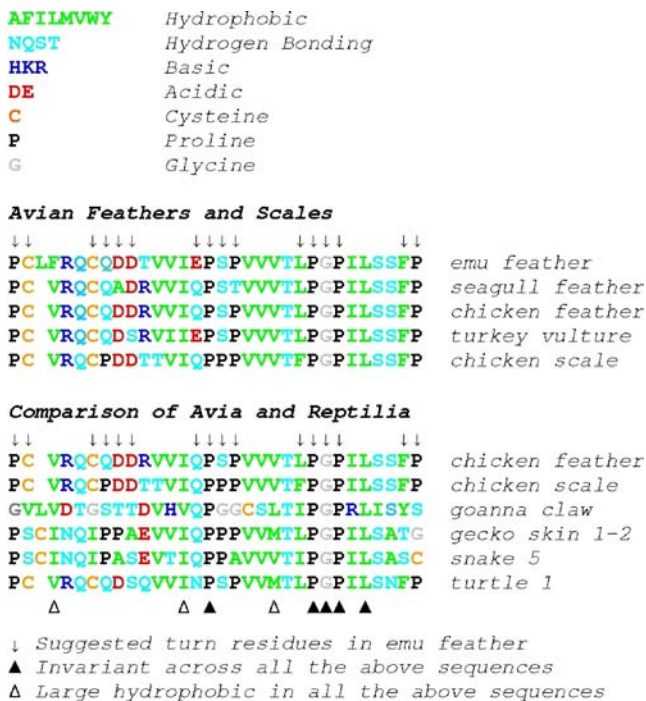 AFILMVWY Hydrophobic
NQST Hydrogen Bonding
HKR Basic
DE Acidic
C Cysteine
P Proline
G Glycine
Avian Feathers and Scales
↓↓ ↓↓↓↓ ↓↓↓↓ ↓↓↓↓ ↓↓
PCLFRQCQDDTVVIEPSPVVVTLPGPILSSFP emu feather
PC VRQCQADRVVIQPSTVVVTLPGPILSSFP seagull feather
PC VRQCQDDRVVIQPSPVVVTLPGPILSSFP chicken feather
PC VRQCQDSRVIIEPSPVVVTLPGPILSSFP turkey vulture
PC VRQCPDDTTVIQPPPVVVTFPGPILSSFP chicken scale
Comparison of Avia and Reptilia
↓↓ ↓↓↓↓ ↓↓↓↓ ↓↓↓↓ ↓↓
PC VRQCQDDRVVIQPSPVVVTLPGPILSSFP chicken feather
PC VRQCPDDTTVIQPPPVVVTFPGPILSSFP chicken scale
GVLVDTGSTTDVHVQPGGCSLTIPGPRLISYS goanna claw
PSCINQIPPAEVVIQPPPVVMTLPGPILSATG gecko skin 1-2
PSCINQIPASEVTIQPPAVVVTLPGPILSASC snake 5
PC VRQCQDSQVVINPSPVVMTLPGPILSNFP turtle 1
△ △ ▲ △ ▲▲▲ ▲
↓ Suggested turn residues in emu feather
▲ Invariant across all the above sequences
△ Large hydrophobic in all the above sequences